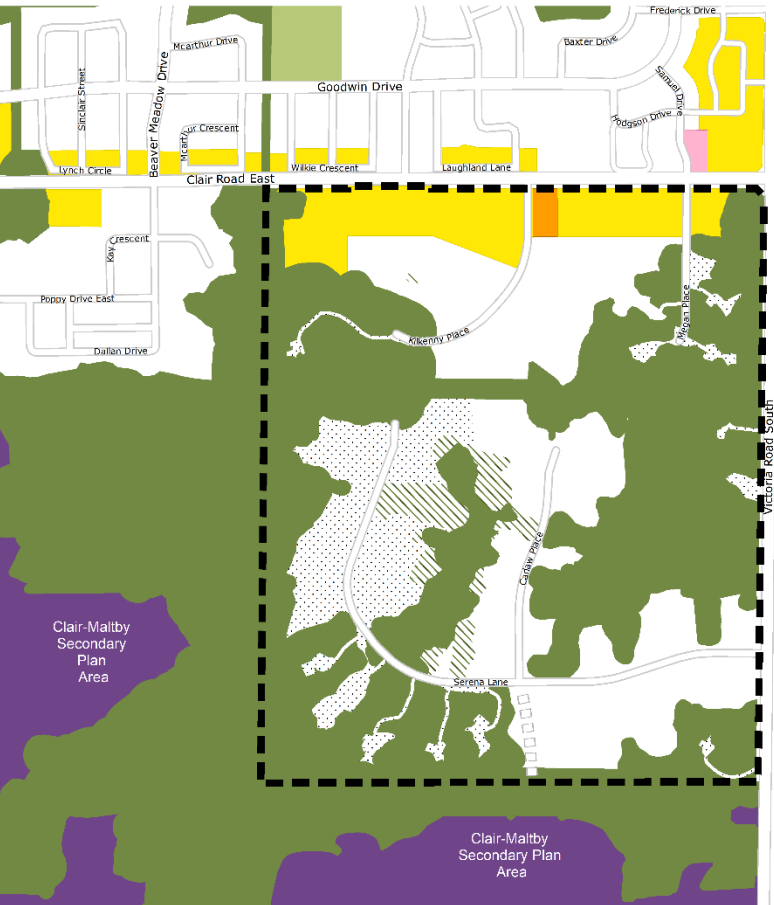 Frederick Drive
Mcarthur Drive
Baxter Drive
Sinclair Street
Beaver Meadow Drive
Goodwin Drive
Samuel Drive
Hodgson Drive
Mcarthur Crescent
Lynch Circle
Wilkie Crescent
Laughland Lane
Clair Road East
Kay
Crescent
Poppy Drive East
Dallan Drive
Kilkenny Place
Megan Place
Victoria Road South
Carlaw Place
Clair-Maltby
Secondary
Plan
Area
Serena Lane
Clair-Maltby
Secondary Plan
Area